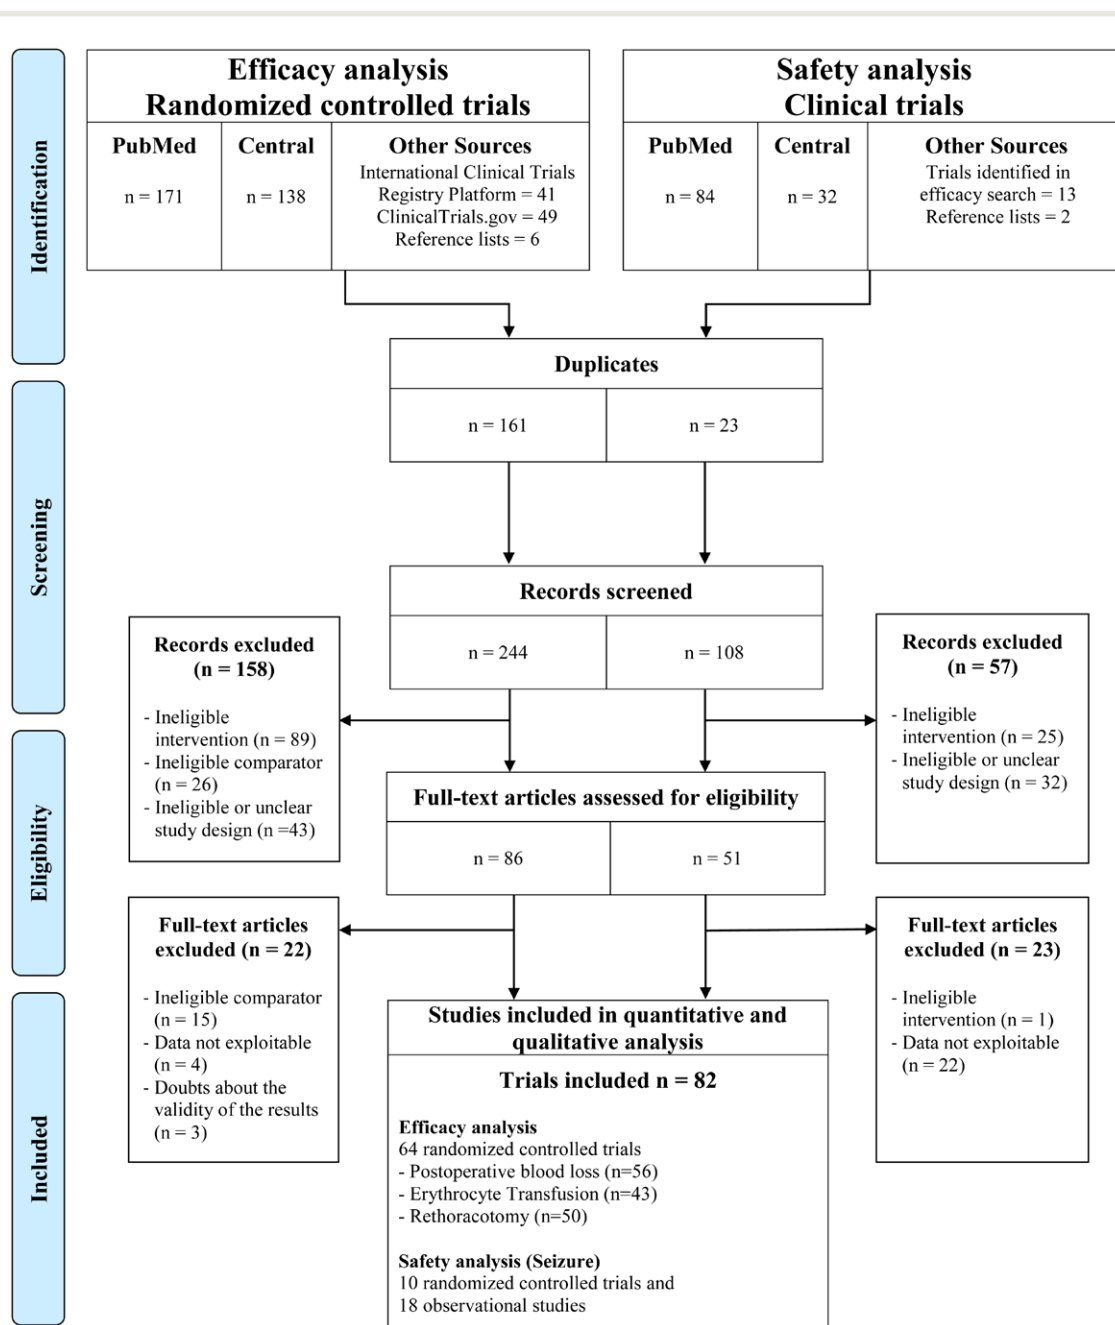 Identification
Efficacy analysis
Randomized controlled trials
PubMed
n = 171
Central
n = 138
Other Sources
International Clinical Trials
Registry Platform = 41
ClinicalTrials.gov = 49
Reference lists = 6
Safety analysis
Clinical trials
PubMed
n = 84
Central
n = 32
Other Sources
Trials identified in
efficacy search = 13
Reference lists = 2
Duplicates
n = 161
n = 23
Screening
Records screened
n = 244
n = 108
Records excluded
(n = 158)
- Ineligible
intervention (n = 89)
- Ineligible comparator
(n = 26)
- Ineligible or unclear
study design (n =43)
Records excluded
(n = 57)
- Ineligible
intervention (n = 25)
- Ineligible or unclear
study design (n = 32)
Eligibility
Full-text articles assessed for eligibility
n = 86
n = 51
Full-text articles
excluded (n = 22)
- Ineligible comparator
(n = 15)
- Data not exploitable
(n = 4)
- Doubts about the
validity of the results
(n = 3)
Full-text articles
excluded (n = 23)
- Ineligible
intervention (n = 1)
- Data not exploitable
(n = 22)
Included
Studies included in quantitative and
qualitative analysis
Trials included n = 82
Efficacy analysis
64 randomized controlled trials
- Postoperative blood loss (n=56)
- Erythrocyte Transfusion (n=43)
- Rethoracotomy (n=50)
Safety analysis (Seizure)
10 randomized controlled trials and
18 observational studies